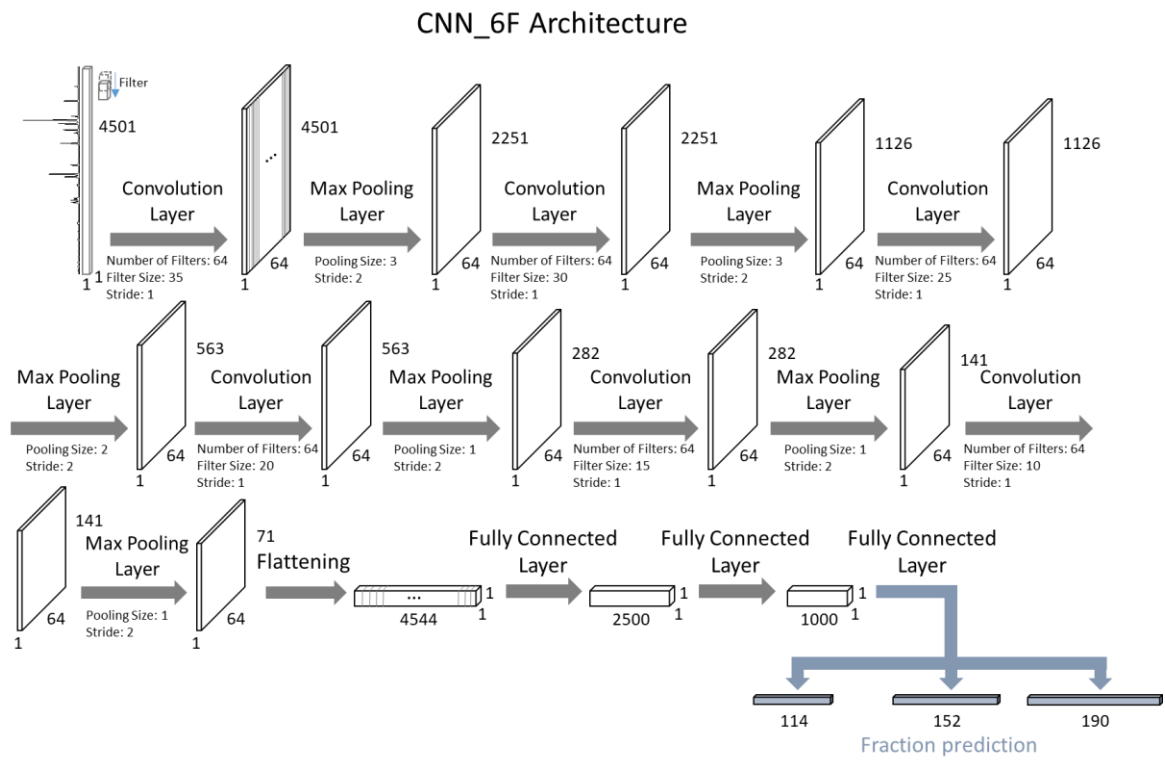 CNN_6F Architecture
Filter
4501
Convolution
Layer
Number of Filters: 64
Filter Size: 35
Stride: 1
1
1
4501
64
1
Max Pooling
Layer
Pooling Size: 3
Stride: 2
2251
64
1
Convolution
Layer
Number of Filters: 64
Filter Size: 30
Stride: 1
2251
64
1
Max Pooling
Layer
Pooling Size: 3
Stride: 2
1126
64
1
Convolution
Layer
Number of Filters: 64
Filter Size: 25
Stride: 1
1126
64
1
Max Pooling
Layer
Pooling Size: 2
Stride: 2
563
64
1
Convolution
Layer
Number of Filters: 64
Filter Size: 20
Stride: 1
563
64
1
Max Pooling
Layer
Pooling Size: 1
Stride: 2
282
64
1
Convolution
Layer
Number of Filters: 64
Filter Size: 15
Stride: 1
282
64
1
Max Pooling
Layer
Pooling Size: 1
Stride: 2
141
64
1
Convolution
Layer
Number of Filters: 64
Filter Size: 10
Stride: 1
141
64
1
Max Pooling
Layer
Pooling Size: 1
Stride: 2
71
64
1
Flattening
4544
1
1
Fully Connected
Layer
2500
1
1
Fully Connected
Layer
1000
1
1
Fully Connected
Layer
114
152
190
Fraction prediction